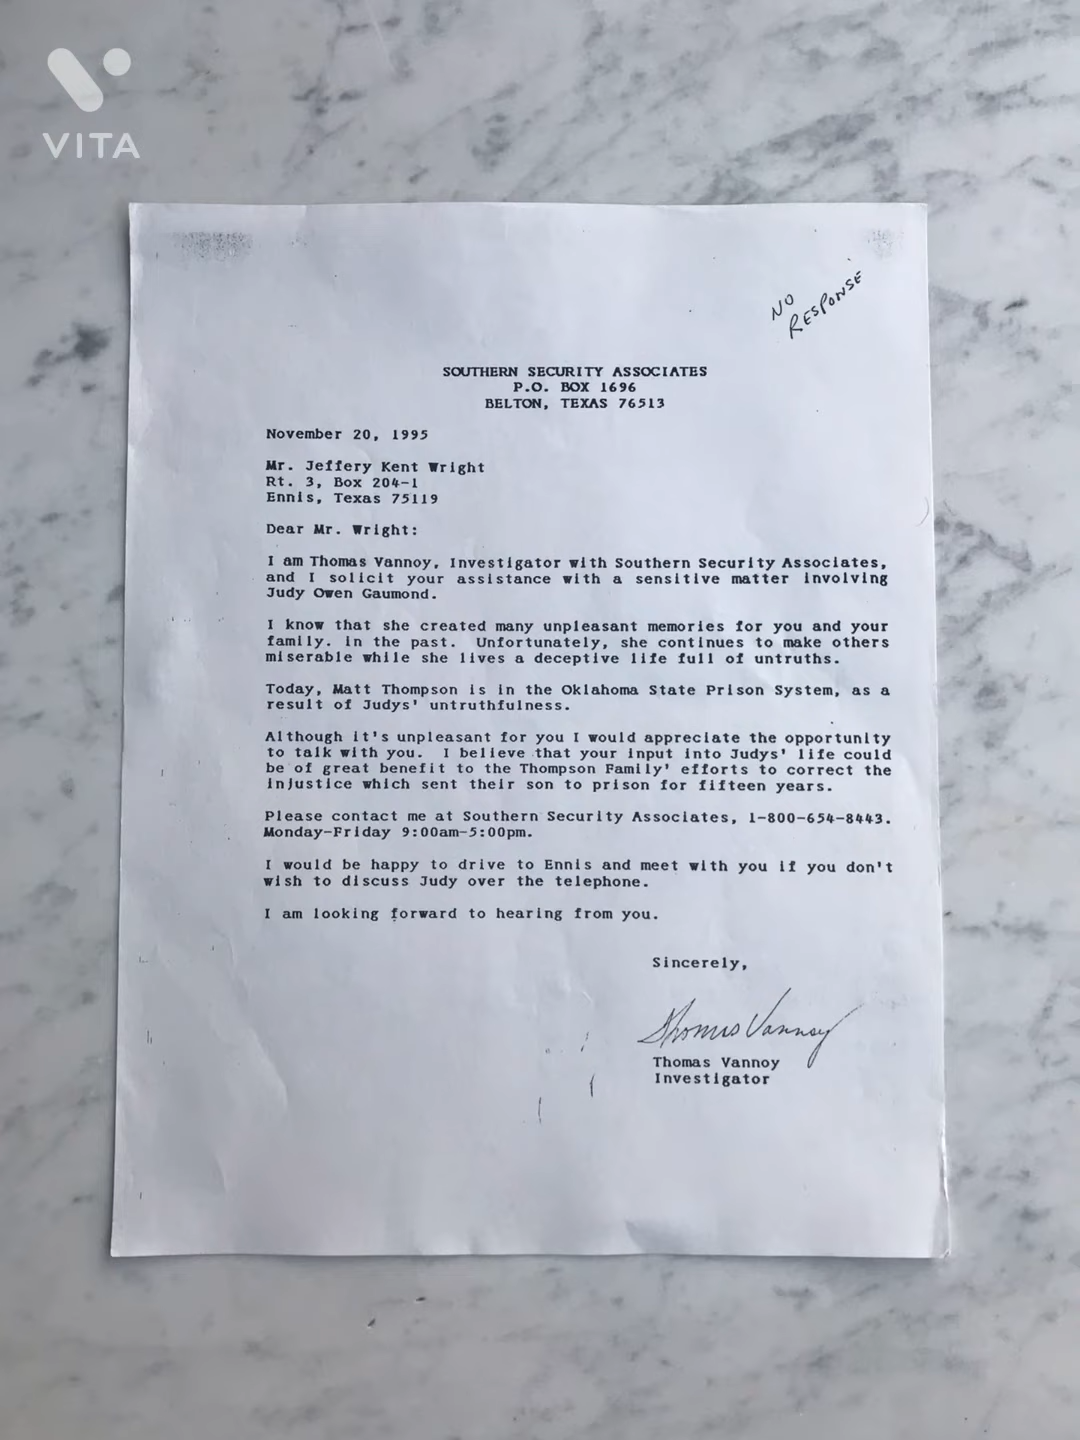 VITA
NO
RESPONSE
SOUTHERN SECURITY ASSOCIATES
P.O. BOX 1696
BELTON, TEXAS 76513
November 20, 1995
Mr. Jeffery Kent Wright
Rt. 3, Box 204-1
Ennis, Texas 75119
Dear Mr. Wright:
I am Thomas Vannoy, Investigator with Southern Security Associates,
and I solicit your assistance with a sensitive matter involving
Judy Owen Gaumond.
I know that she created many unpleasant memories for you and your
family. in the past. Unfortunately, she continues to make others
miserable while she lives a deceptive life full of untruths.
Today, Matt Thompson is in the Oklahoma State Prison System, as a
result of Judys' untruthfulness.
Although it's unpleasant for you I would appreciate the opportunity
to talk with you. I believe that your input into Judys' life could
be of great benefit to the Thompson Family' efforts to correct the
injustice which sent their son to prison for fifteen years.
Please contact me at Southern Security Associates, 1-800-654-8443.
Monday-Friday 9:00am-5:00pm.
I would be happy to drive to Ennis and meet with you if you don't
wish to discuss Judy over the telephone.
I am looking forward to hearing from you.
Sincerely,
Thomas Vannoy
Thomas Vannoy
Investigator